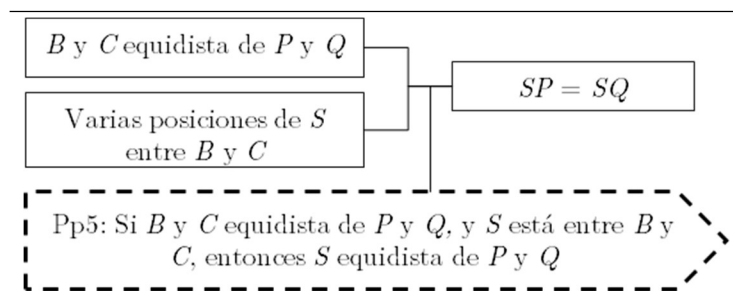 B y C equidista de P y Q
SP = SQ
Varias posiciones de S
entre B y C
Pp5: Si B y C equidista de P y Q, y S está entre B y
C, entonces S equidista de P y Q